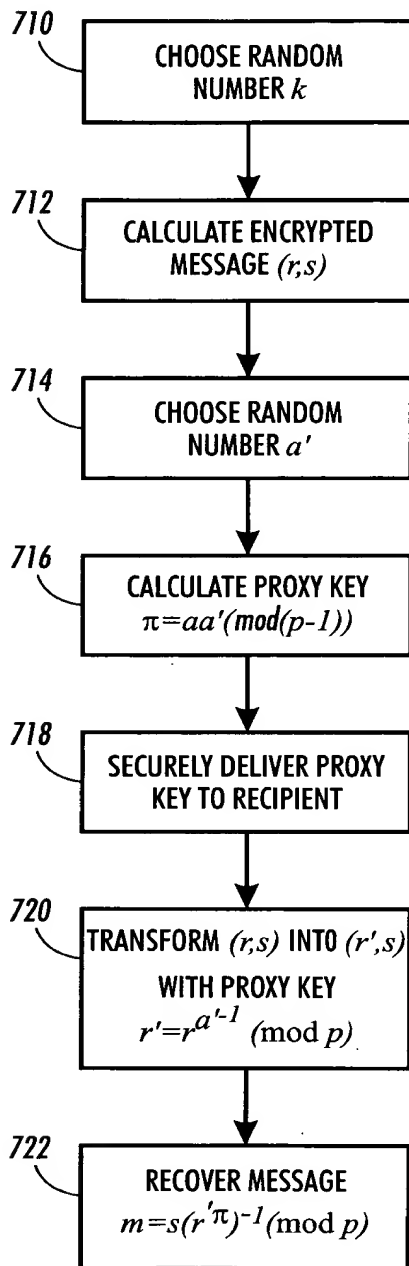 710
CHOOSE RANDOM
NUMBER k
712
CALCULATE ENCRYPTED
MESSAGE (r,s)
714
CHOOSE RANDOM
NUMBER a'
716
CALCULATE PROXY KEY
π=aa'(mod(p-1))
718
SECURELY DELIVER PROXY
KEY TO RECIPIENT
720
TRANSFORM (r,s) INTO (r',s)
WITH PROXY KEY
r'=r^{a'^{-1}} (mod p)
722
RECOVER MESSAGE
m=s(r'^π)^{-1}(mod p)